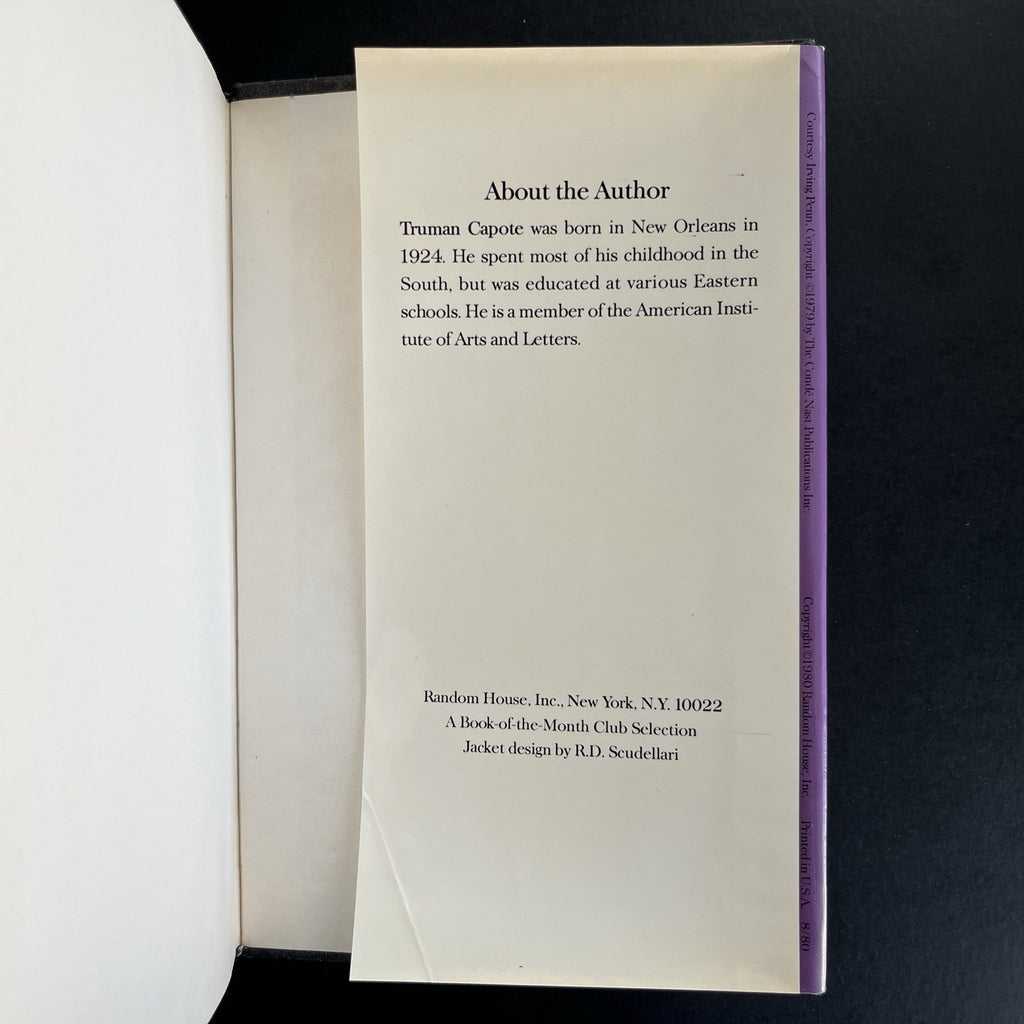 About the Author
Truman Capote was born in New Orleans in
1924. He spent most of his childhood in the
South, but was educated at various Eastern
schools. He is a member of the American Insti-
tute of Arts and Letters.
Random House, Inc., New York, N.Y. 10022
A Book-of-the-Month Club Selection
Jacket design by R.D. Scudellari
Courtesy Irving Penn. Copyright ©1979 by The Condé Nast Publications Inc.
Copyright ©1980 Random House, Inc. Printed in U.S.A 8/80